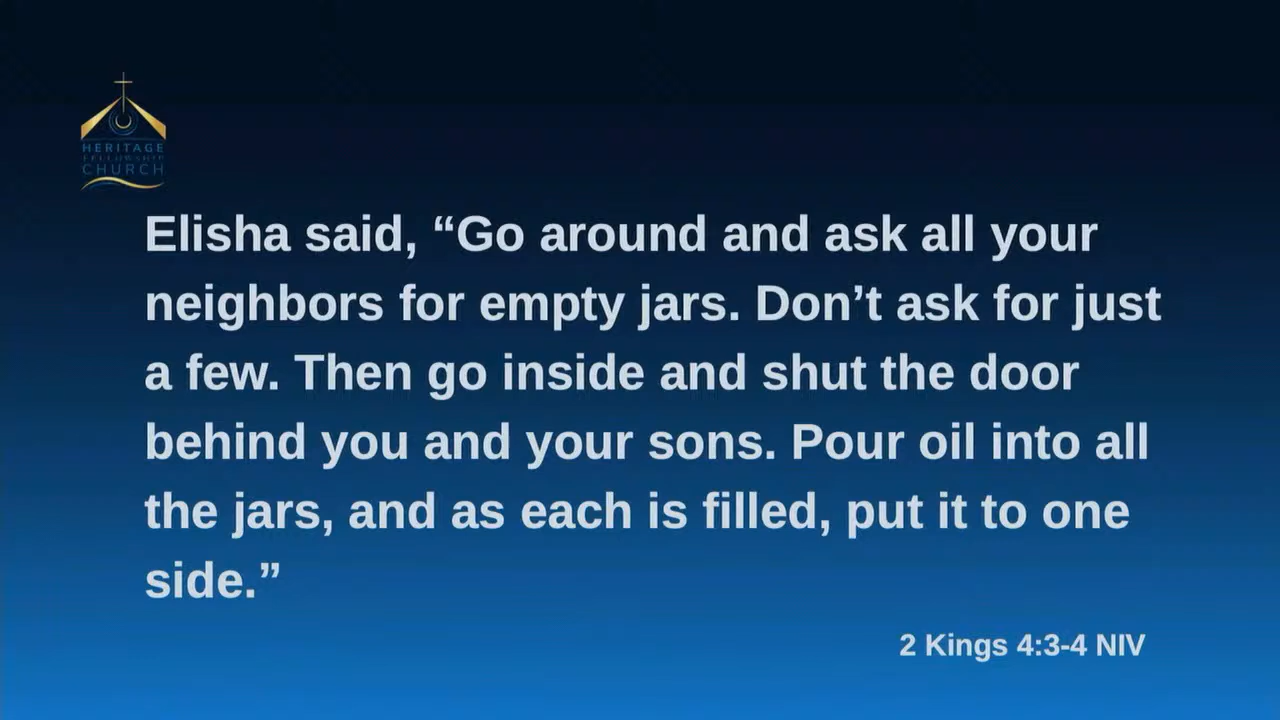 HERITAGE
FELLOWSHIP
CHURCH
Elisha said, “Go around and ask all your
neighbors for empty jars. Don’t ask for just
a few. Then go inside and shut the door
behind you and your sons. Pour oil into all
the jars, and as each is filled, put it to one
side.”
2 Kings 4:3-4 NIV